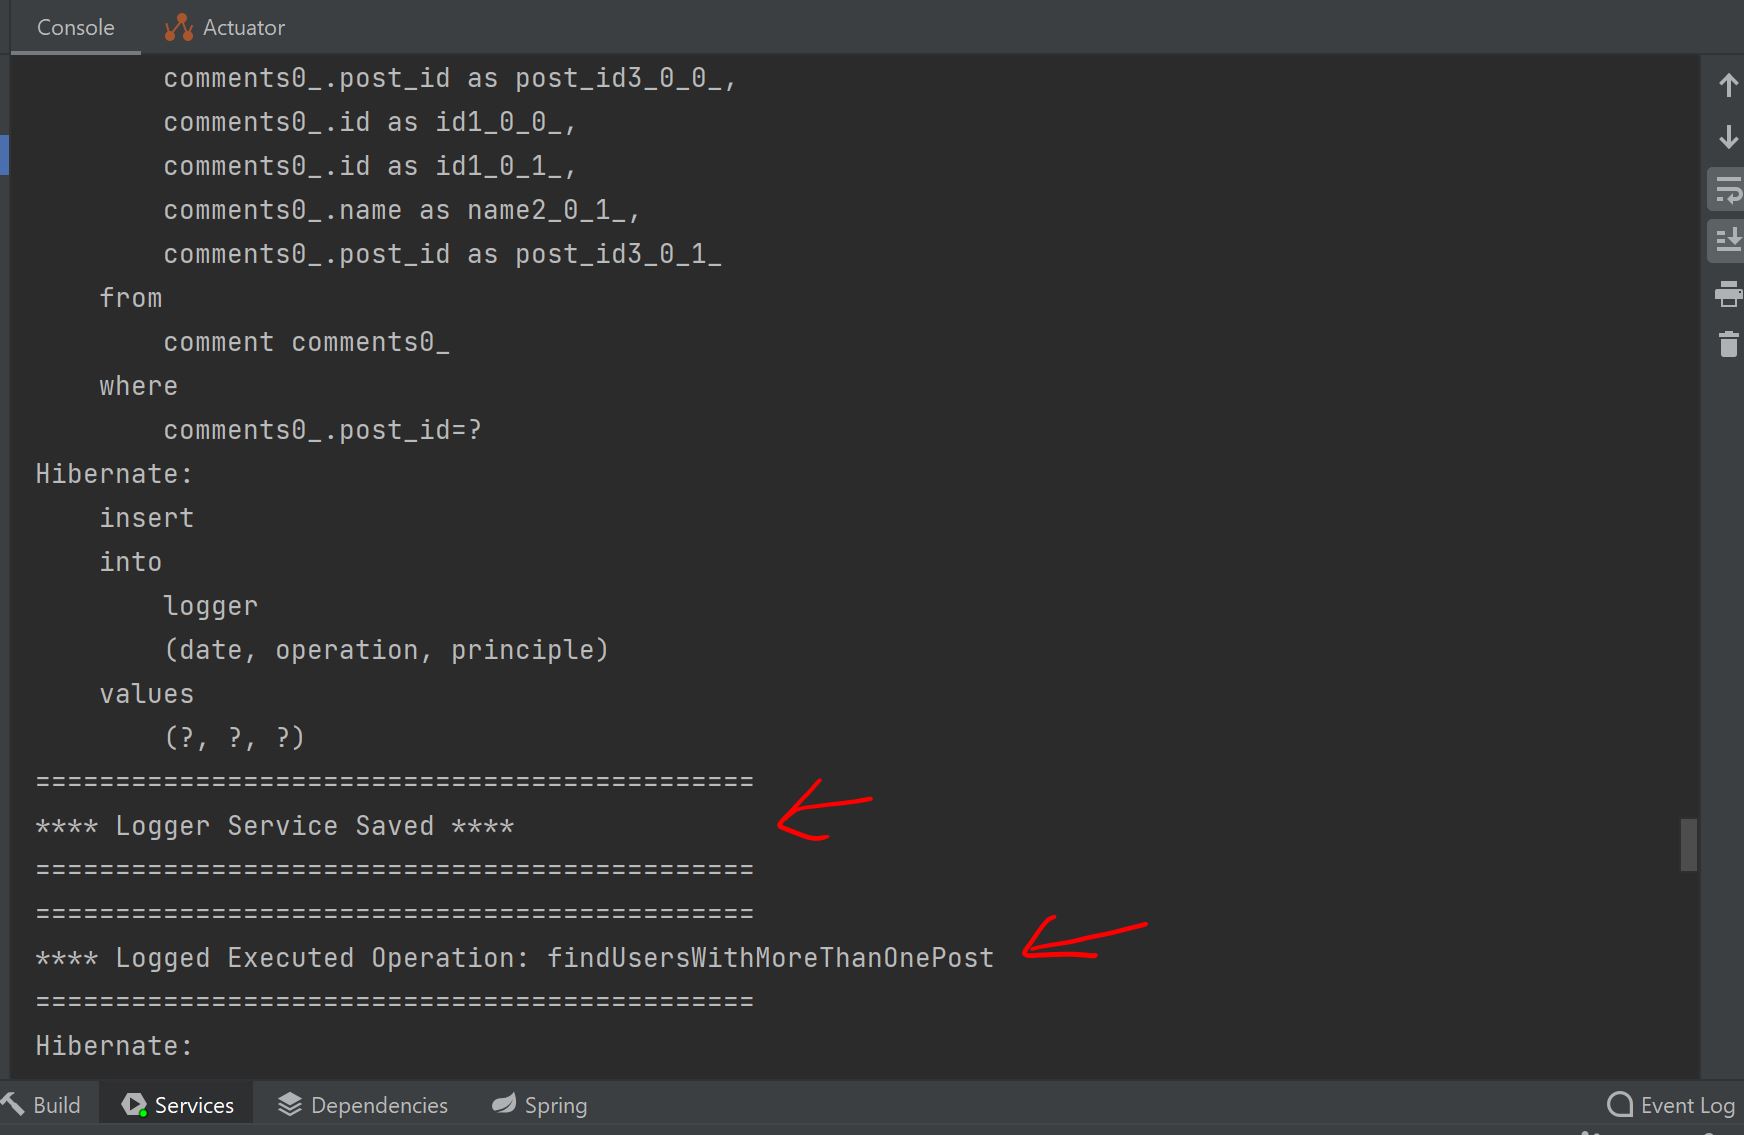 Console Actuator
comments0_.post_id as post_id3_0_0_,
comments0_.id as id1_0_0_,
comments0_.id as id1_0_1_,
comments0_.name as name2_0_1_,
comments0_.post_id as post_id3_0_1_
from
comment comments0_
where
comments0_.post_id=?
Hibernate:
insert
into
logger
(date, operation, principle)
values
(?, ?, ?)
=============================================
**** Logger Service Saved ****
=============================================
=============================================
**** Logged Executed Operation: findUsersWithMoreThanOnePost
=============================================
Hibernate:
Build Services Dependencies Spring Event Log